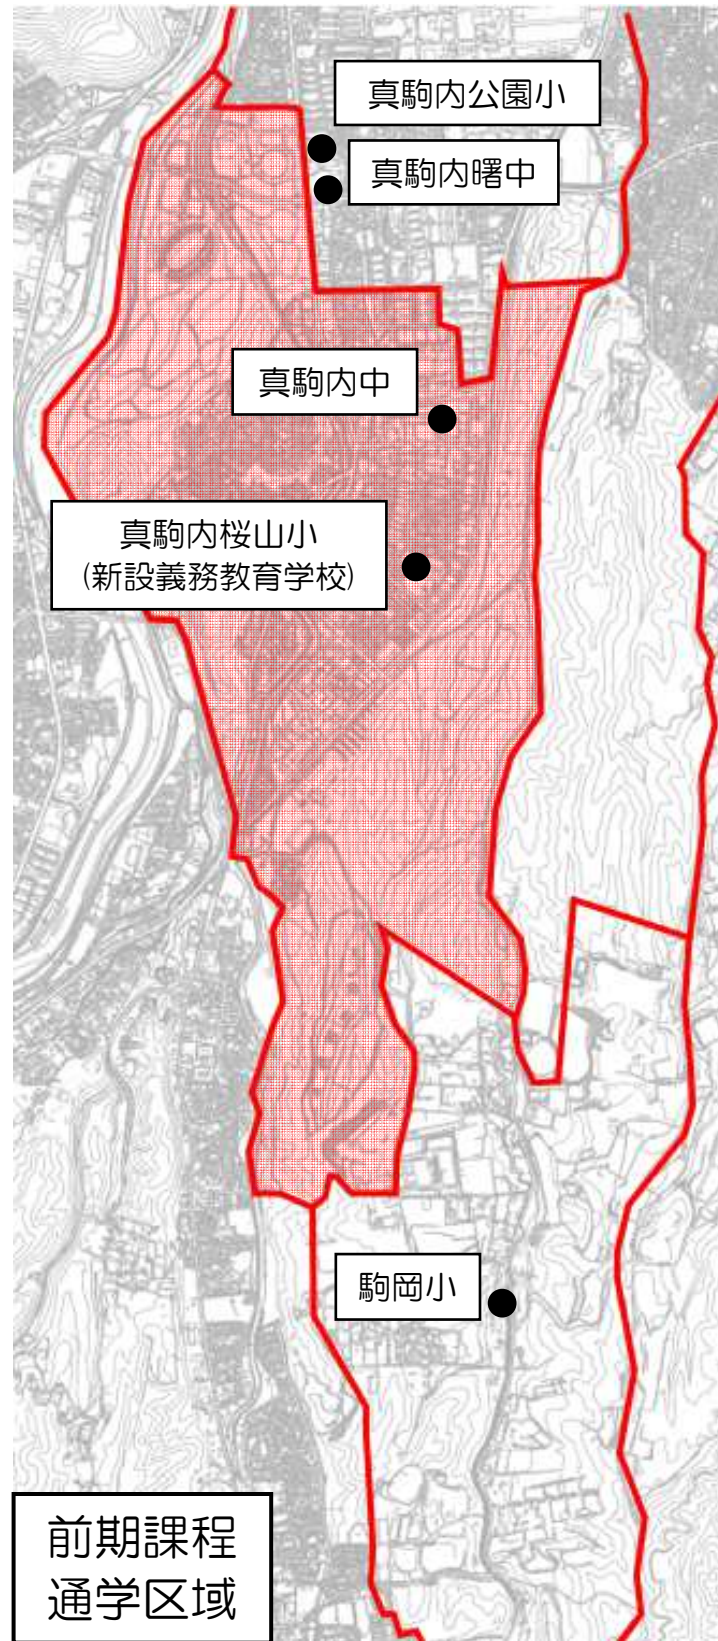 真駒内公園小
真駒内曙中
真駒内中
真駒内桜山小
(新設義務教育学校)
駒岡小
前期課程
通学区域